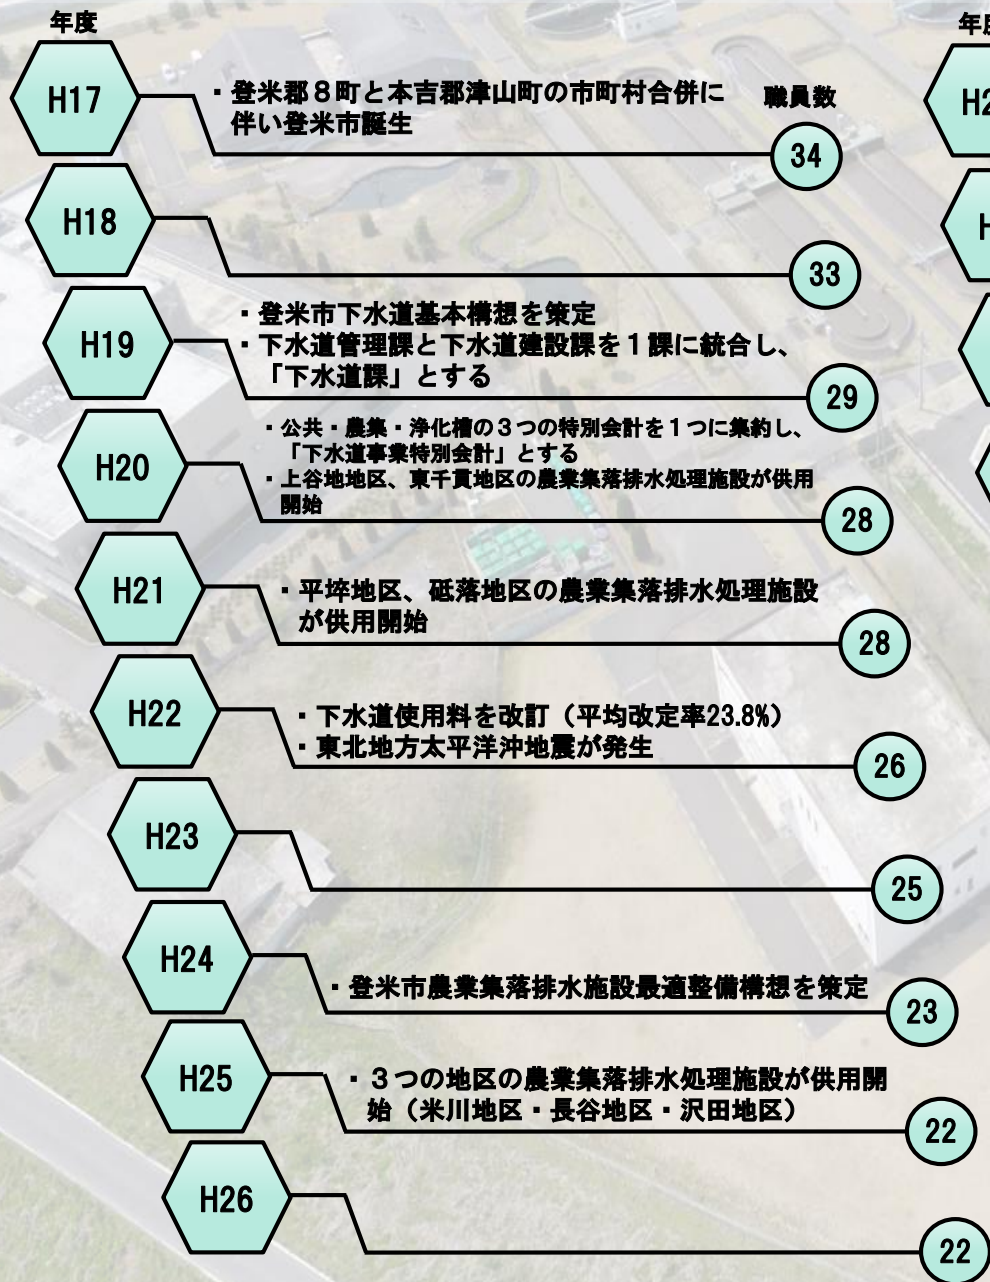 年度
H17
・登米郡８町と本吉郡津山町の市町村合併に
伴い登米市誕生
職員数
34
H18
33
H19
・登米市下水道基本構想を策定
・下水道管理課と下水道建設課を１課に統合し、
「下水道課」とする
29
H20
・公共・農集・浄化槽の３つの特別会計を１つに集約し、
「下水道事業特別会計」とする
・上谷地地区、東千貫地区の農業集落排水処理施設が供用
開始
28
H21
・平埣地区、砥落地区の農業集落排水処理施設
が供用開始
28
H22
・下水道使用料を改訂（平均改定率23.8%）
・東北地方太平洋沖地震が発生
26
H23
25
H24
・登米市農業集落排水施設最適整備構想を策定
23
H25
・３つの地区の農業集落排水処理施設が供用開
始（米川地区・長谷地区・沢田地区）
22
H26
22
年度